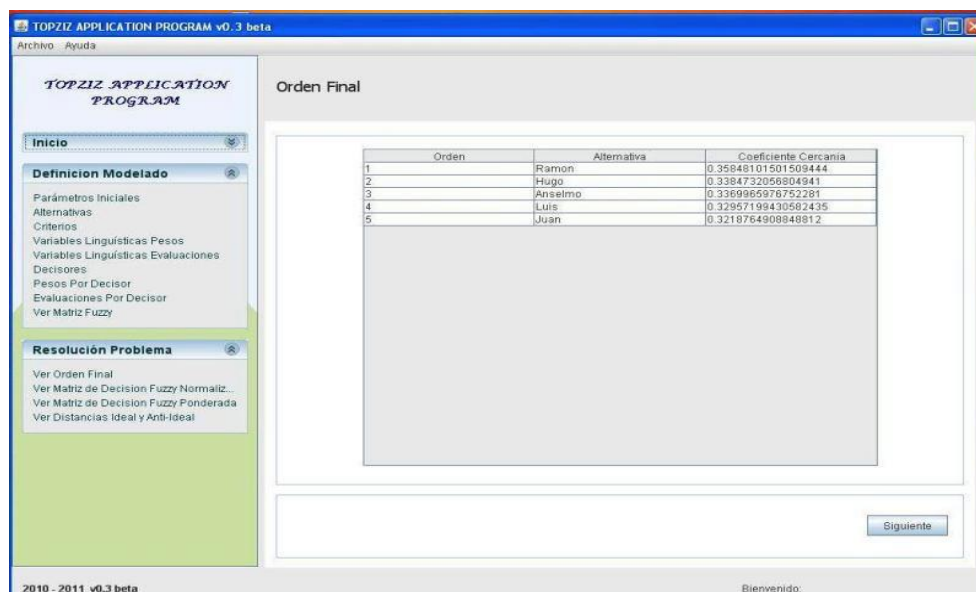 TOPZIZ APPLICATION PROGRAM v0.3 beta
Archivo Ayuda
TOPZIZ APPLICATION
PROGRAM
Inicio
Definicion Modelado
Parámetros Iniciales
Alternativas
Criterios
Variables Linguísticas Pesos
Variables Linguísticas Evaluaciones
Decisores
Pesos Por Decisor
Evaluaciones Por Decisor
Ver Matriz Fuzzy
Resolución Problema
Ver Orden Final
Ver Matriz de Decision Fuzzy Normaliz...
Ver Matriz de Decision Fuzzy Ponderada
Ver Distancias Ideal y Anti-Ideal
Orden Final
Orden Alternativa Coeficiente Cercania
1 Ramon 0.35848101501509444
2 Hugo 0.3384732056804941
3 Anselmo 0.3369965976752281
4 Luis 0.32957199430582435
5 Juan 0.3218764908848812
Siguiente
2010 - 2011 v0.3 beta
Bienvenido: